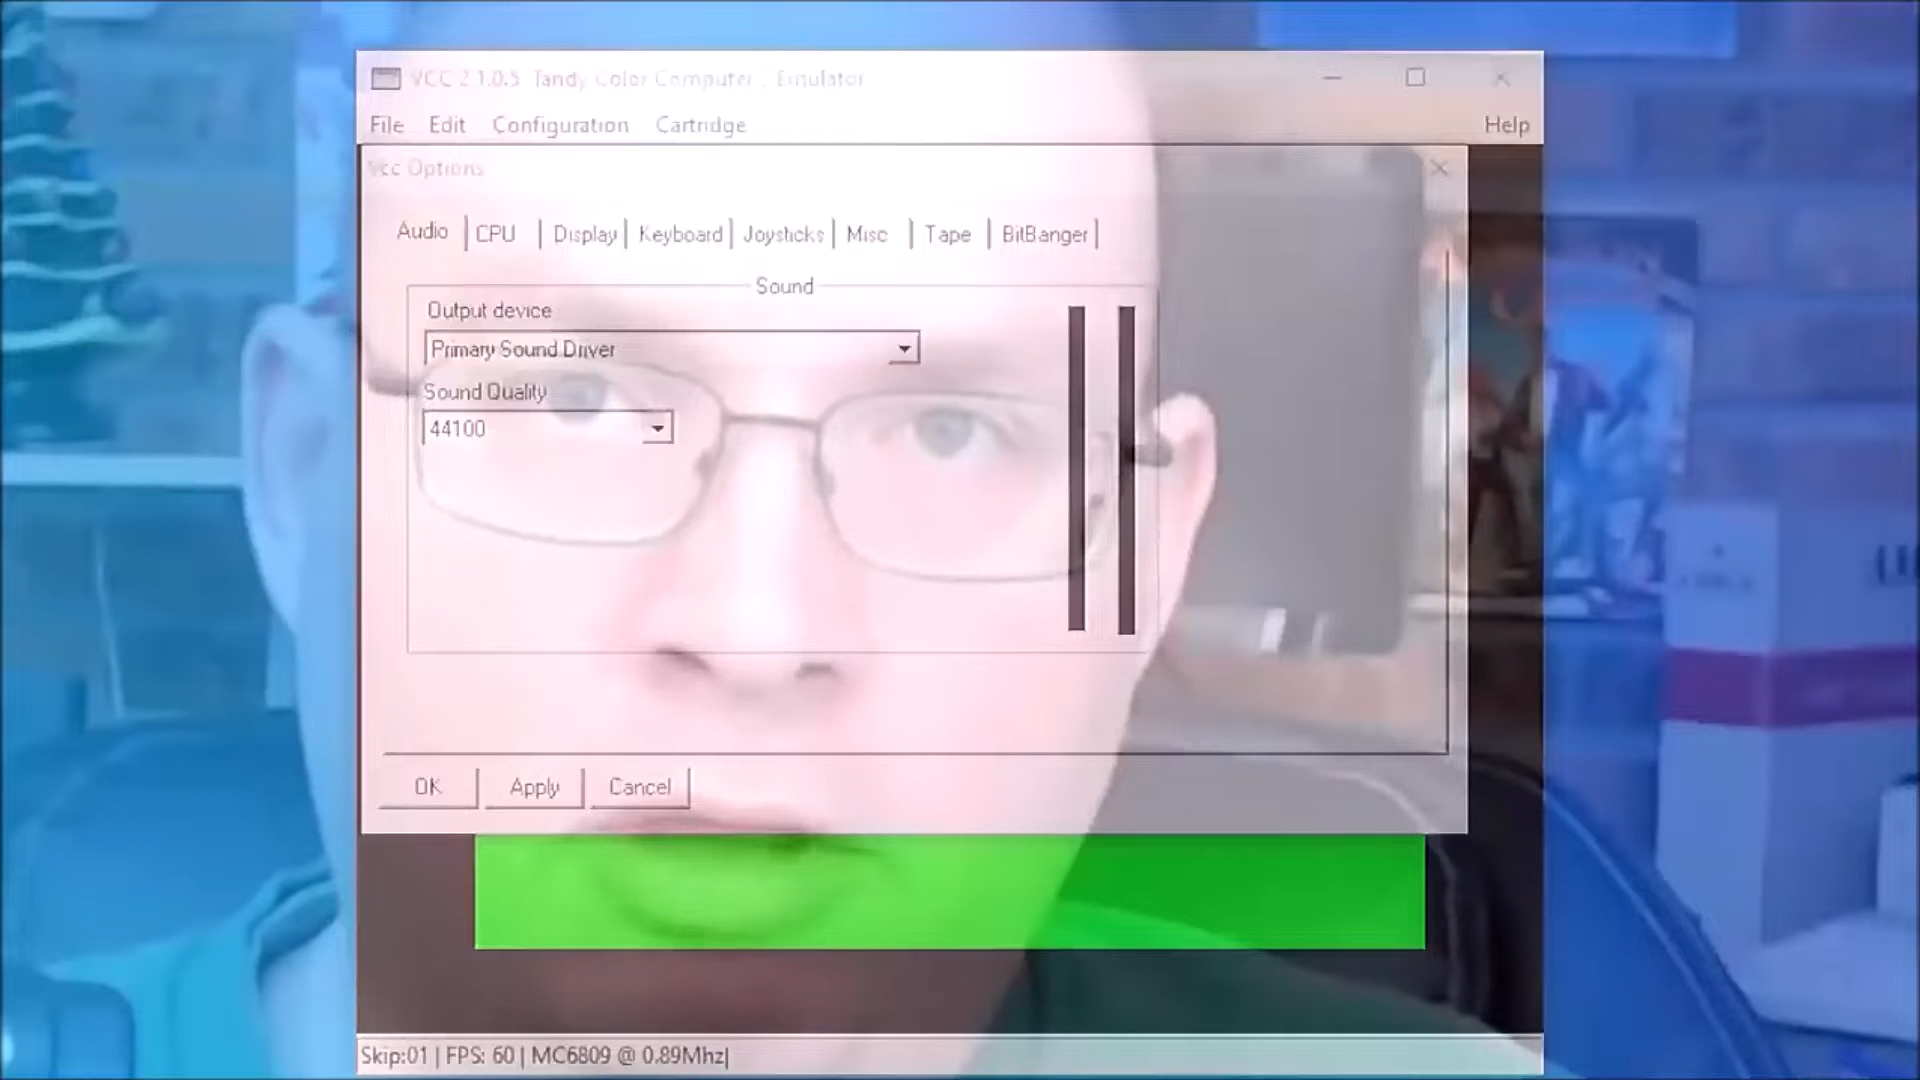 VCC 2.1.0.5 Tandy Color Computer . Emulator
File Edit Configuration Cartridge Help
Vcc Options
Audio CPU Display Keyboard Joysticks Misc Tape BitBanger
Sound
Output device
Primary Sound Driver
Sound Quality
44100
OK Apply Cancel
Skip:01 | FPS: 60 | MC6809 @ 0.89Mhz|